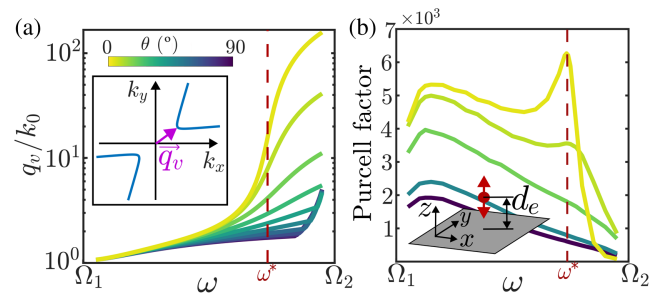 (a)
q_v/k_0
10^2
10^1
10^0
θ (°)
0
90
k_y
k_x
q⃗_v
Ω_1
ω
ω*
Ω_2
(b)
7 ×10^3
Purcell factor
6
5
4
3
2
1
z
y
x
d_e
Ω_1
ω
ω*
Ω_2